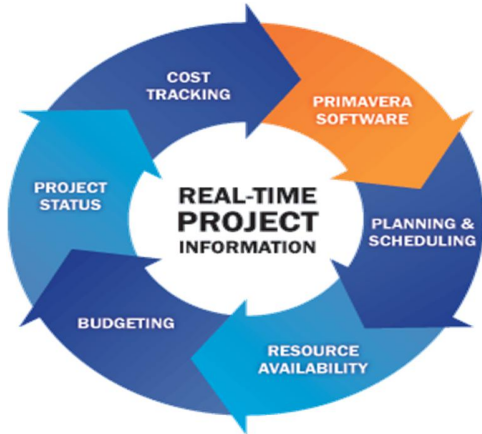 COST
TRACKING
PRIMAVERA
SOFTWARE
PLANNING &
SCHEDULING
RESOURCE
AVAILABILITY
BUDGETING
PROJECT
STATUS
REAL-TIME
PROJECT
INFORMATION